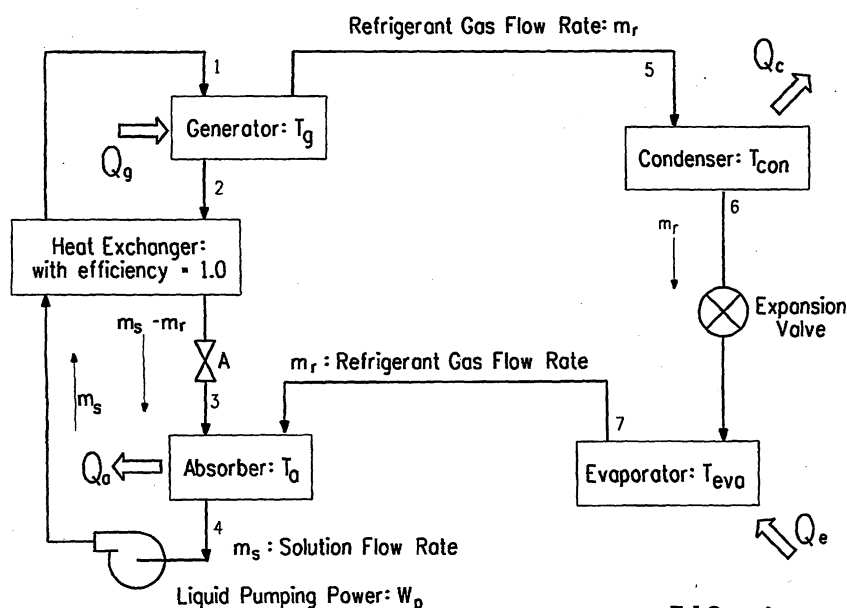 Refrigerant Gas Flow Rate: mr
1
5
Qc
Generator: Tg
Qg
Condenser: Tcon
2
6
mr
Heat Exchanger:
with efficiency = 1.0
Expansion
Valve
ms -mr
A
mr : Refrigerant Gas Flow Rate
ms
3
7
Qa
Absorber: Ta
Evaporator: Teva
4
ms : Solution Flow Rate
Qe
Liquid Pumping Power: Wp